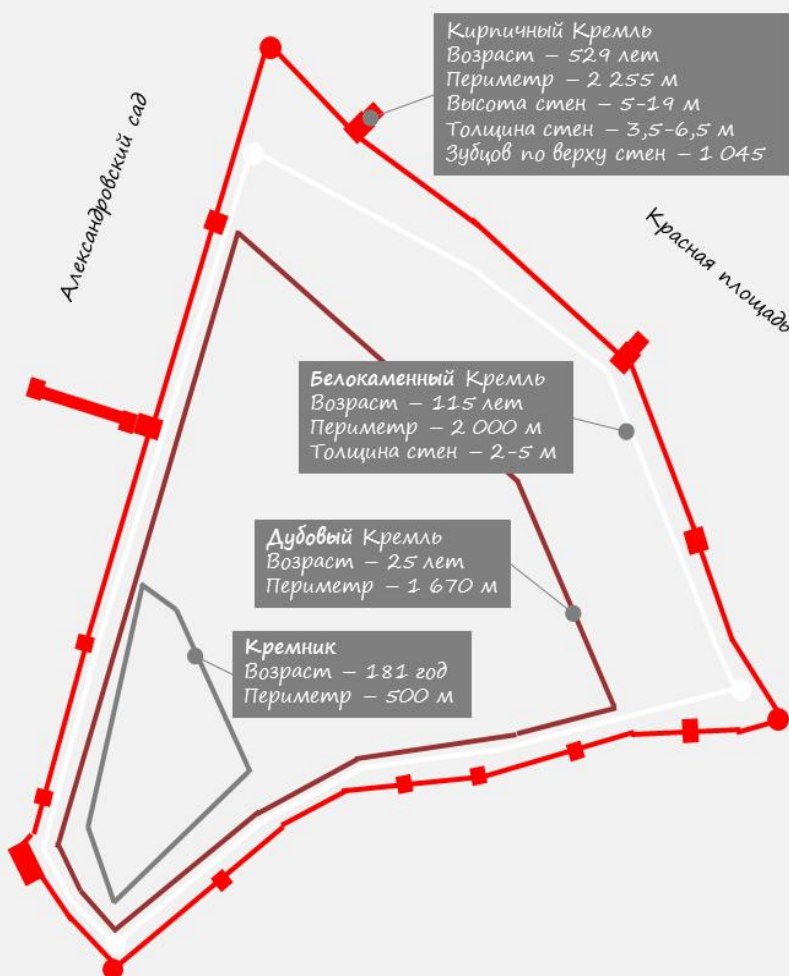 Кирпичный Кремль
Возраст – 529 лет
Периметр – 2 255 м
Высота стен – 5-19 м
Толщина стен – 3,5-6,5 м
Зубцов по верху стен – 1 045
Александровский сад
Красная площадь
Белокаменный Кремль
Возраст – 115 лет
Периметр – 2 000 м
Толщина стен – 2-5 м
Дубовый Кремль
Возраст – 25 лет
Периметр – 1 670 м
Кремник
Возраст – 181 год
Периметр – 500 м